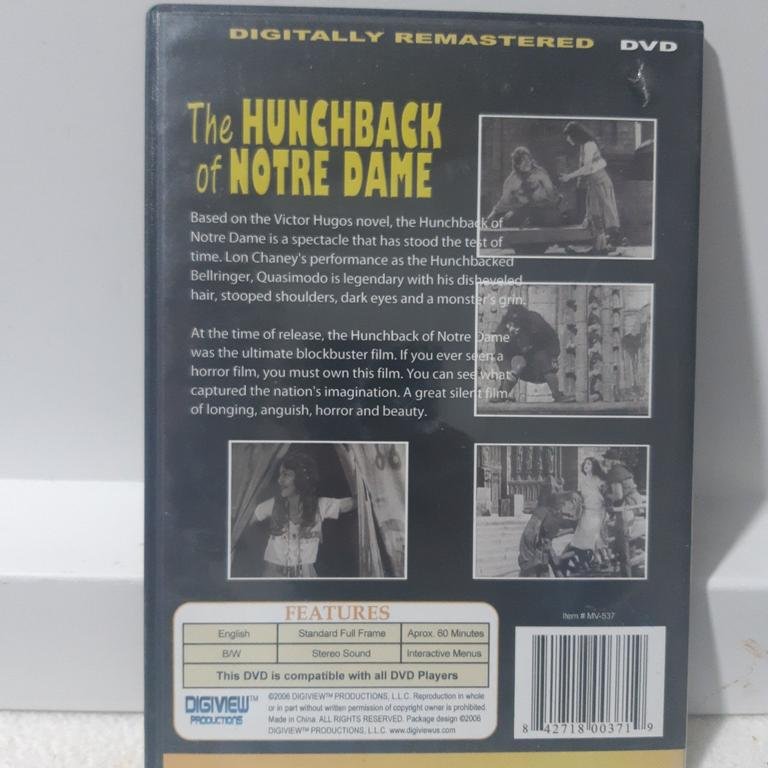 DIGITALLY REMASTERED DVD
The HUNCHBACK
of NOTRE DAME
Based on the Victor Hugos novel, the Hunchback of
Notre Dame is a spectacle that has stood the test of
time. Lon Chaney's performance as the Hunchbacked
Bellringer, Quasimodo is legendary with his disheveled
hair, stooped shoulders, dark eyes and a monster's grin.
At the time of release, the Hunchback of Notre Dame
was the ultimate blockbuster film. If you ever seen a
horror film, you must own this film. You can see what
captured the nation's imagination. A great silent film
of longing, anguish, horror and beauty.
FEATURES
English Standard Full Frame Aprox. 60 Minutes
B/W Stereo Sound Interactive Menus
This DVD is compatible with all DVD Players
DIGIVIEW™
PRODUCTIONS
©2006 DIGIVIEW™ PRODUCTIONS, L.L.C. Reproduction in whole
or in part without written permission of copyright owner is prohibited.
Made in China. ALL RIGHTS RESERVED. Package design ©2006
DIGIVIEW™ PRODUCTIONS, L.L.C. www.digiviewus.com
Item # MV-537
8 42718 00371 9